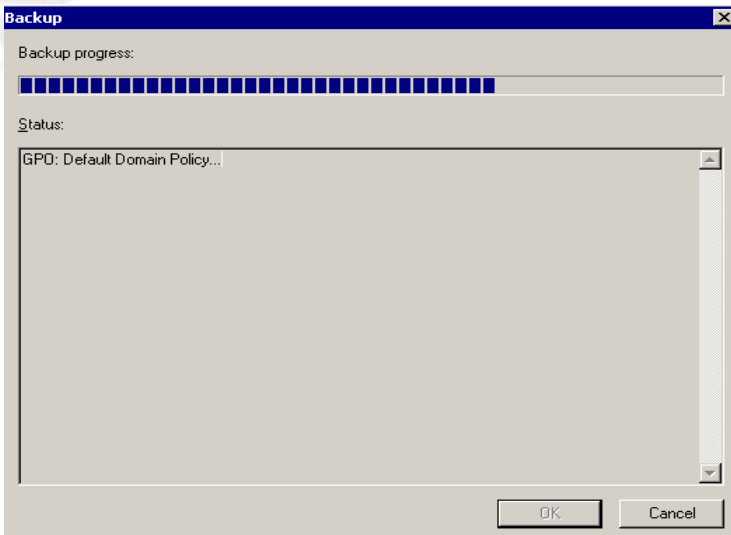 Backup
Backup progress:
Status:
GPO: Default Domain Policy...
OK
Cancel